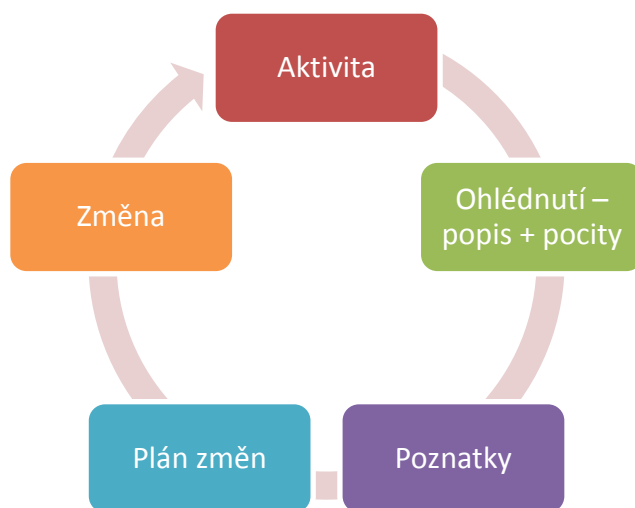 Aktivita
Ohlédnutí –
popis + pocity
Poznatky
Plán změn
Změna